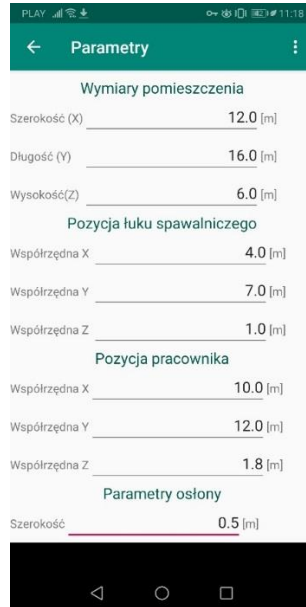 PLAY 11:18
Parametry
Wymiary pomieszczenia
Szerokość (X) 12.0 [m]
Długość (Y) 16.0 [m]
Wysokość(Z) 6.0 [m]
Pozycja łuku spawalniczego
Współrzędna X 4.0 [m]
Współrzędna Y 7.0 [m]
Współrzędna Z 1.0 [m]
Pozycja pracownika
Współrzędna X 10.0 [m]
Współrzędna Y 12.0 [m]
Współrzędna Z 1.8 [m]
Parametry osłony
Szerokość 0.5 [m]